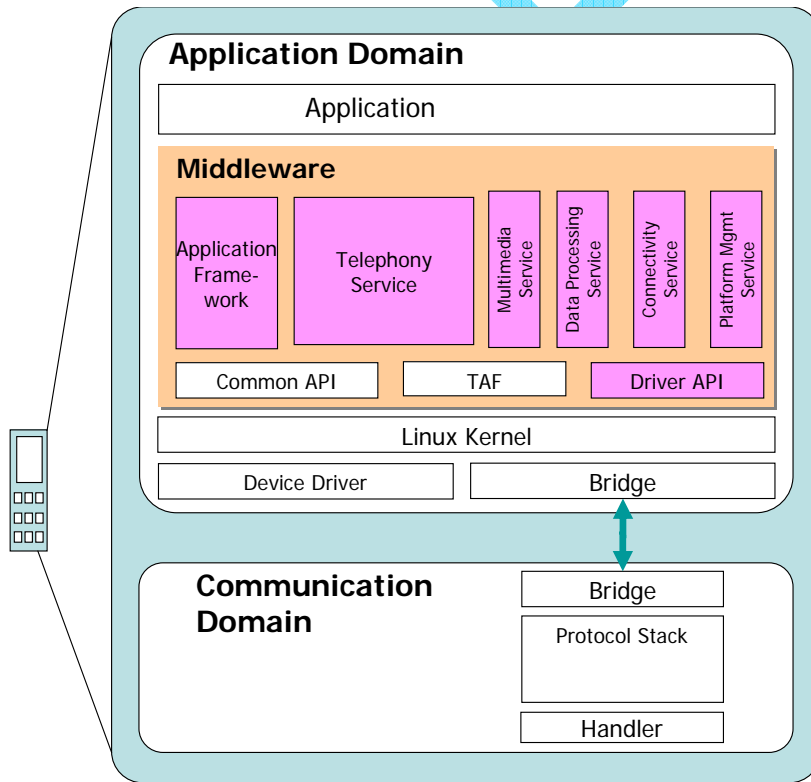 Application Domain
Application
Middleware
Application
Frame-
work
Telephony
Service
Multimedia
Service
Data Processing
Service
Connectivity
Service
Platform Mgmt
Service
Common API
TAF
Driver API
Linux Kernel
Device Driver
Bridge
Communication
Domain
Bridge
Protocol Stack
Handler